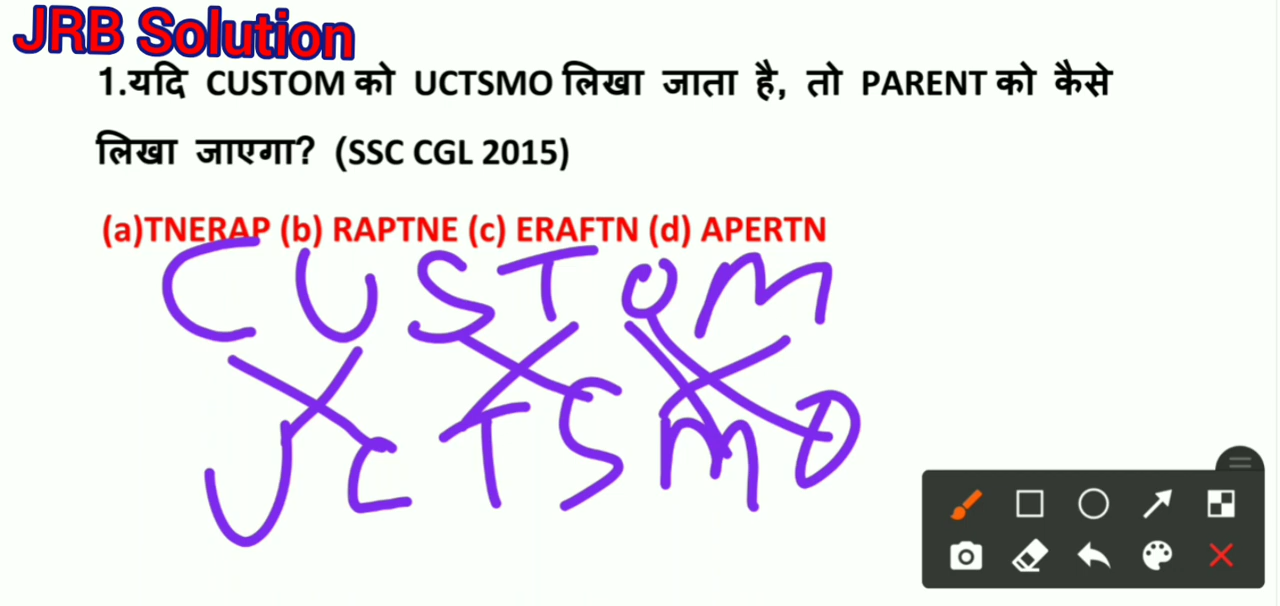 JRB Solution
1.यदि CUSTOM को UCTSMO लिखा जाता है, तो PARENT को कैसे
लिखा जाएगा? (SSC CGL 2015)
(a)TNERAP (b) RAPTNE (c) ERAFTN (d) APERTN
CUSTOM
UCTSMO